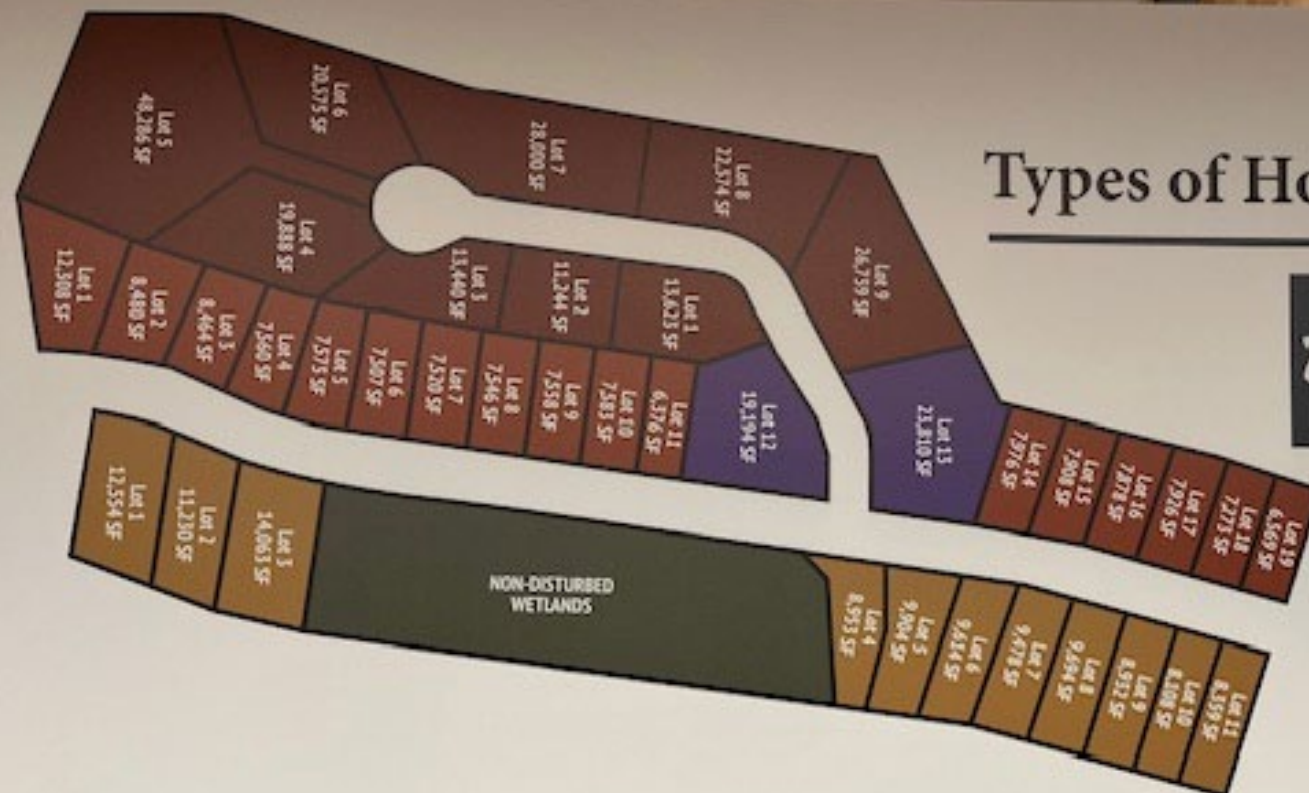 Types of Ho
Lot 5
48,286 SF
Lot 6
20,575 SF
Lot 7
28,000 SF
Lot 8
22,574 SF
Lot 9
26,759 SF
Lot 4
19,888 SF
Lot 3
13,440 SF
Lot 2
11,244 SF
Lot 1
13,623 SF
Lot 1
12,308 SF
Lot 2
8,480 SF
Lot 3
8,464 SF
Lot 4
7,560 SF
Lot 5
7,575 SF
Lot 6
7,507 SF
Lot 7
7,520 SF
Lot 8
7,546 SF
Lot 9
7,558 SF
Lot 10
7,583 SF
Lot 11
6,376 SF
Lot 12
19,194 SF
Lot 13
23,810 SF
Lot 14
7,976 SF
Lot 15
7,908 SF
Lot 16
7,878 SF
Lot 17
7,926 SF
Lot 18
7,273 SF
Lot 19
6,569 SF
Lot 1
12,554 SF
Lot 2
11,230 SF
Lot 3
14,063 SF
NON-DISTURBED
WETLANDS
Lot 4
8,953 SF
Lot 5
9,904 SF
Lot 6
9,614 SF
Lot 7
9,478 SF
Lot 8
9,694 SF
Lot 9
8,932 SF
Lot 10
8,108 SF
Lot 11
8,359 SF